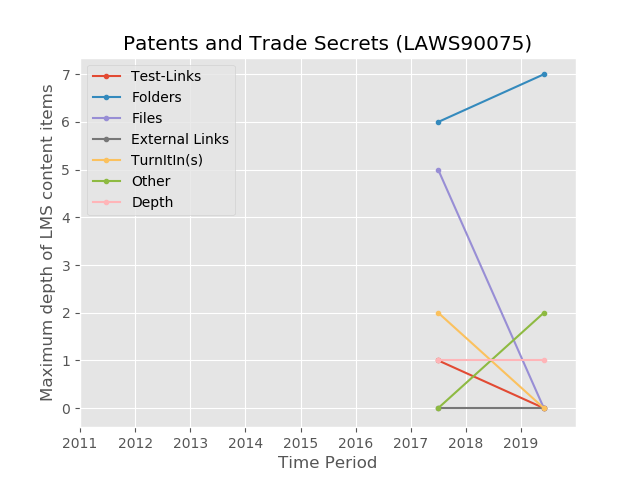 Patents and Trade Secrets (LAWS90075)
Test-Links
Folders
Files
External Links
TurnItIn(s)
Other
Depth
Maximum depth of LMS content items
7
6
5
4
3
2
1
0
2011 2012 2013 2014 2015 2016 2017 2018 2019
Time Period